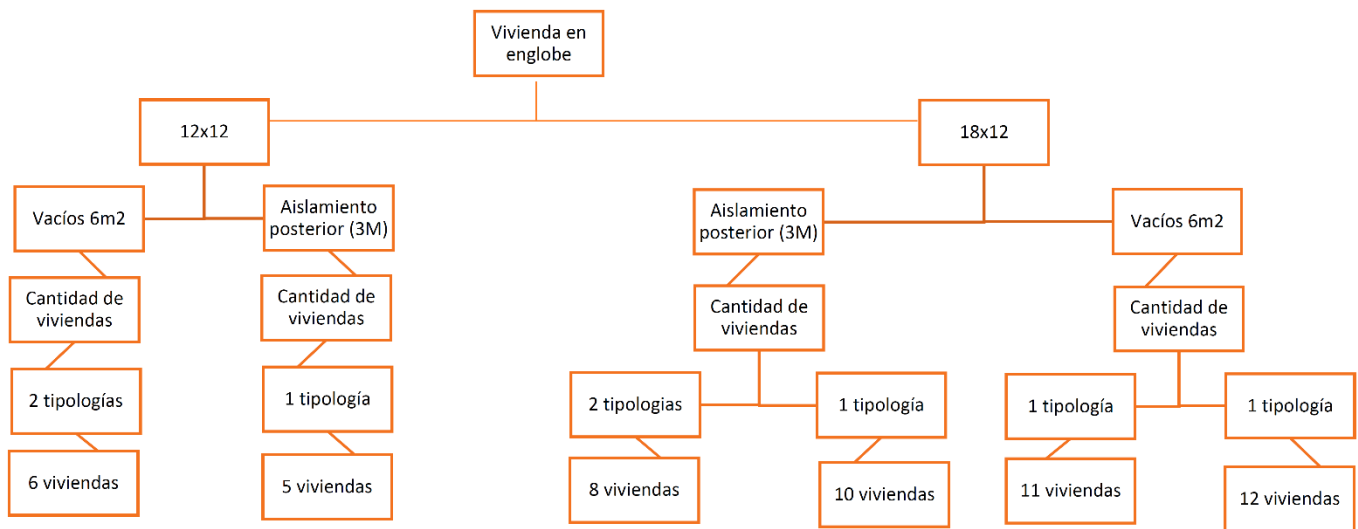 Vivienda en
englobe
12x12
18x12
Vacíos 6m2
Aislamiento
posterior (3M)
Aislamiento
posterior (3M)
Vacíos 6m2
Cantidad de
viviendas
Cantidad de
viviendas
Cantidad de
viviendas
Cantidad de
viviendas
2 tipologías
1 tipología
2 tipologias
1 tipología
1 tipología
1 tipología
6 viviendas
5 viviendas
8 viviendas
10 viviendas
11 viviendas
12 viviendas